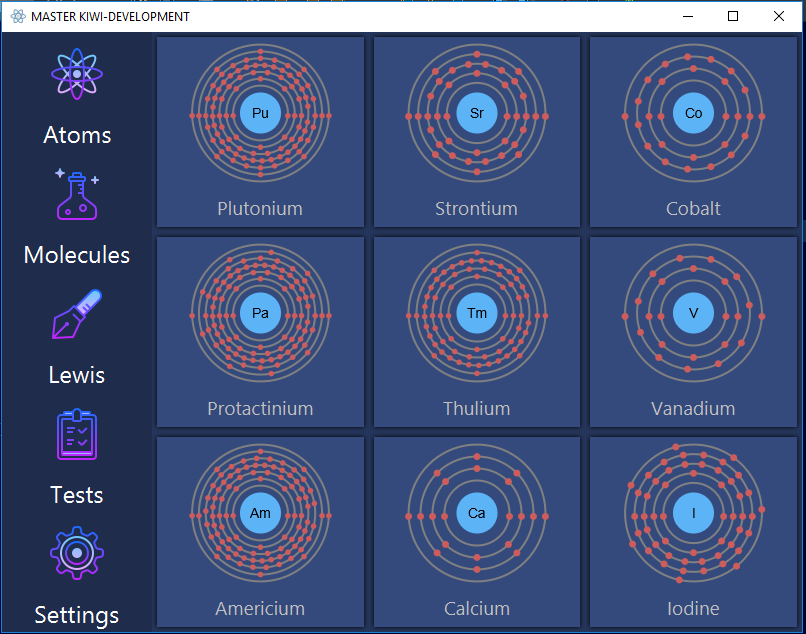 MASTER KIWI-DEVELOPMENT
Atoms
Molecules
Lewis
Tests
Settings
Pu
Plutonium
Sr
Strontium
Co
Cobalt
Pa
Protactinium
Tm
Thulium
V
Vanadium
Am
Americium
Ca
Calcium
I
Iodine